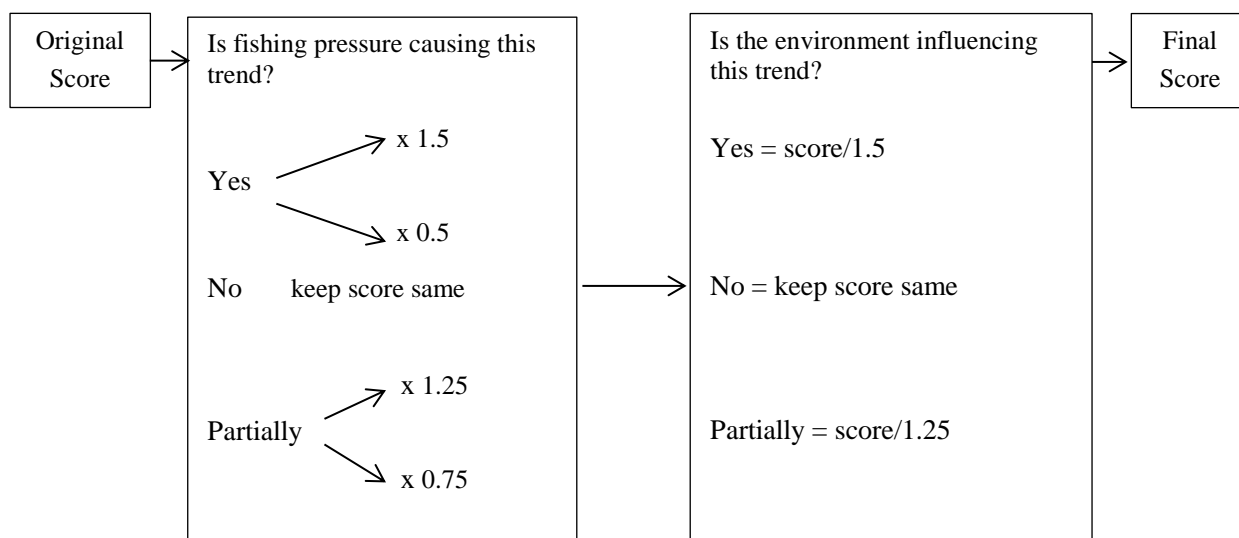 Original
Score
Is fishing pressure causing this
trend?
x 1.5
Yes
x 0.5
No keep score same
x 1.25
Partially
x 0.75
Is the environment influencing
this trend?
Yes = score/1.5
No = keep score same
Partially = score/1.25
Final
Score